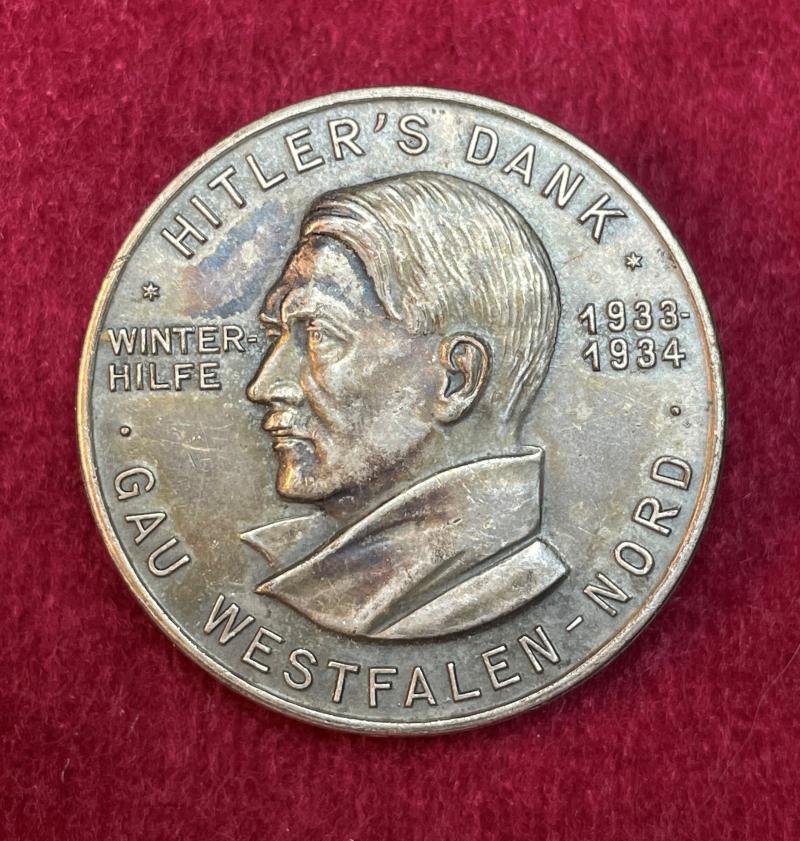 HITLER'S DANK
WINTER-
HILFE
1933-
1934
GAU WESTFALEN-NORD